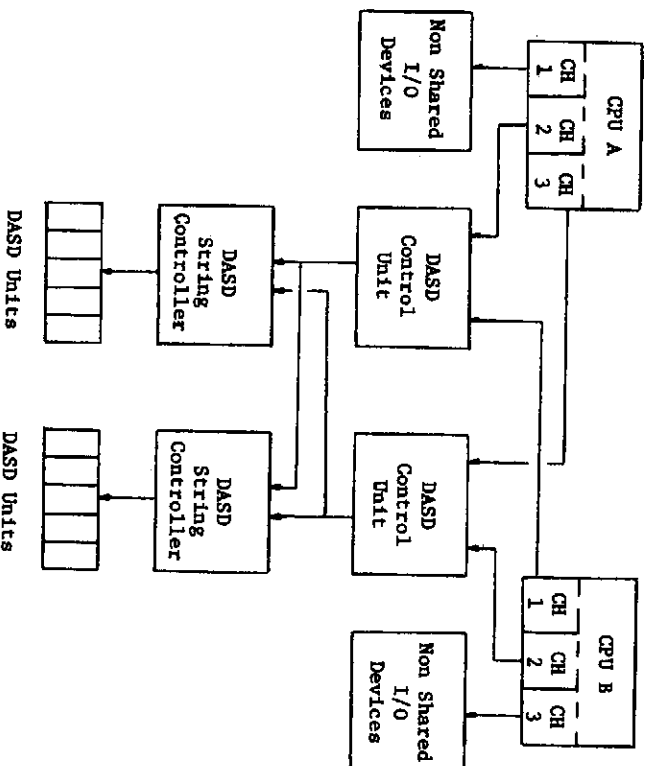 CPU A
CH
1
CH
2
CH
3
CPU B
CH
1
CH
2
CH
3
Non Shared
I/O
Devices
DASD
Control
Unit
DASD
Control
Unit
Non Shared
I/O
Devices
DASD
String
Controller
DASD
String
Controller
DASD Units
DASD Units